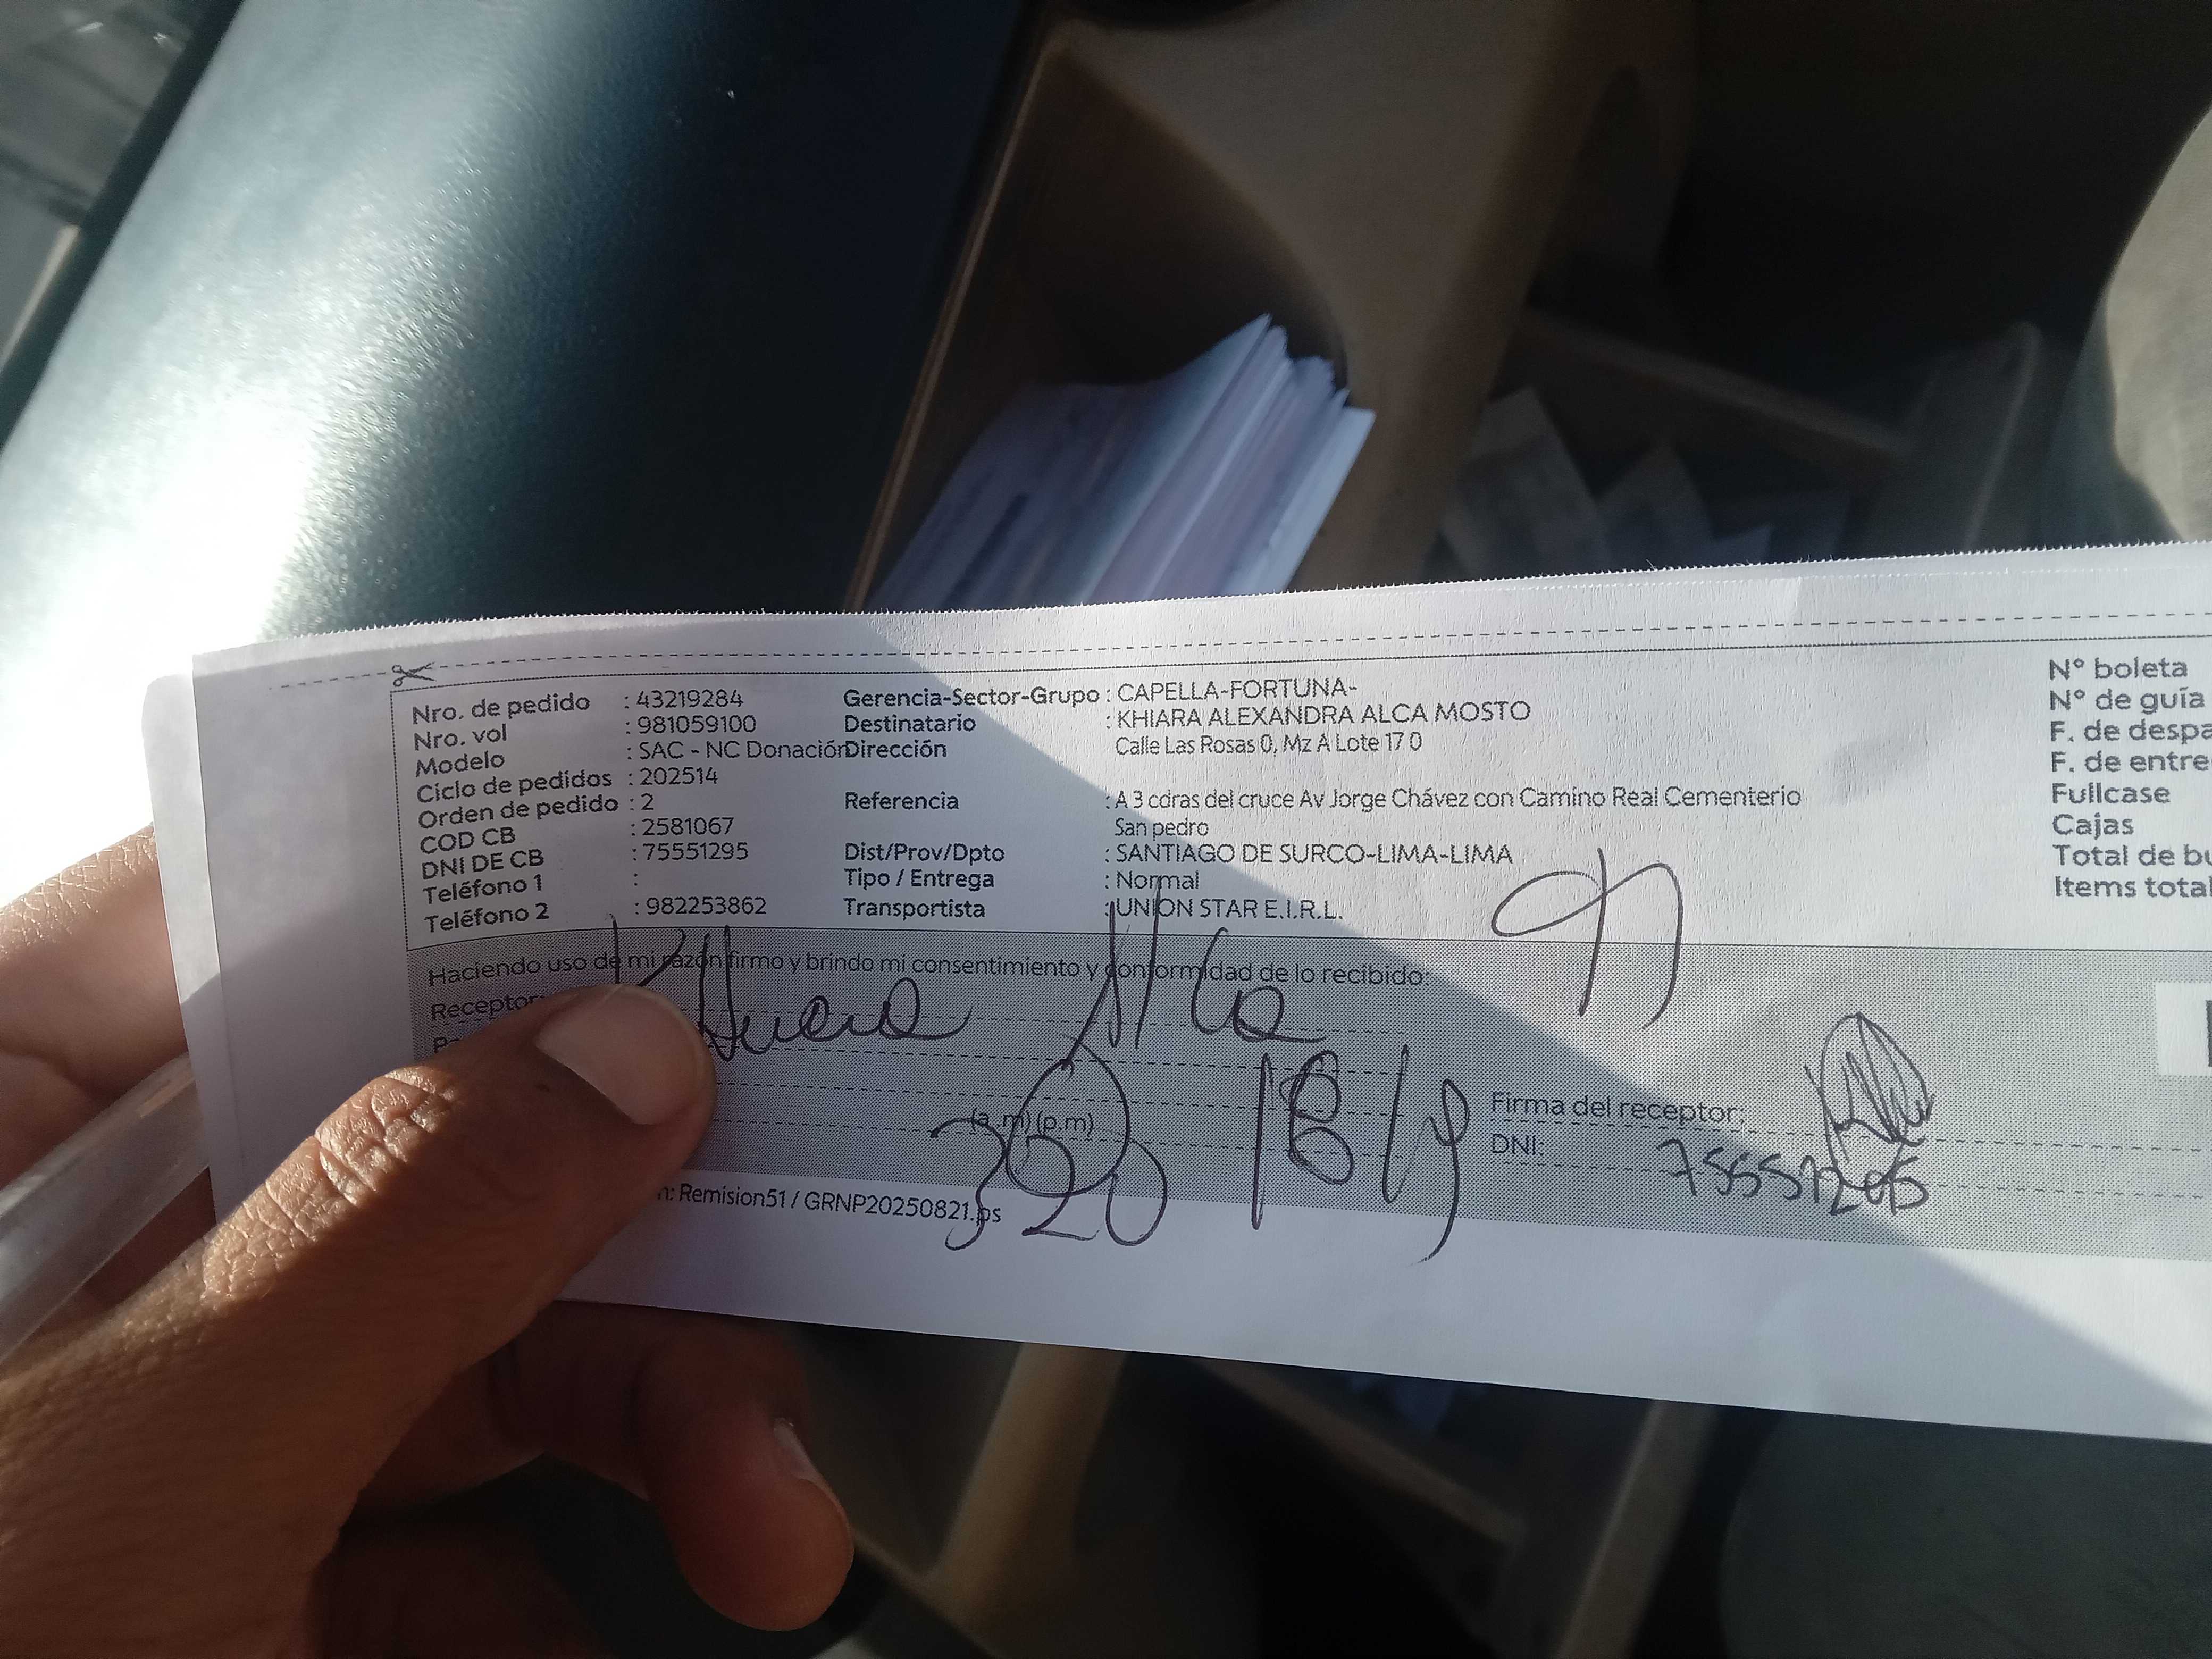 Nro. de pedido : 43219284 Gerencia-Sector-Grupo : CAPELLA-FORTUNA- N° boleta
Nro. vol : 981059100 Destinatario : KHIARA ALEXANDRA ALCA MOSTO N° de guía
Modelo : SAC - NC Donación Dirección Calle Las Rosas 0, Mz A Lote 17 0 F. de despa
Ciclo de pedidos : 202514 F. de entre
Orden de pedido : 2 Referencia : A 3 cdras del cruce Av Jorge Chávez con Camino Real Cementerio Fullcase
COD CB : 2581067 San pedro Cajas
DNI DE CB : 75551295 Dist/Prov/Dpto : SANTIAGO DE SURCO-LIMA-LIMA Total de bu
Teléfono 1 : Tipo / Entrega : Normal Items total
Teléfono 2 : 982253862 Transportista : UNION STAR E.I.R.L.
Haciendo uso de mi razón firmo y brindo mi consentimiento y conformidad de lo recibido:
Receptor: Khiara Alca
(a.m) (p.m) Firma del receptor:
320 DNI: 75551295
n: Remision51 / GRNP20250821.ps